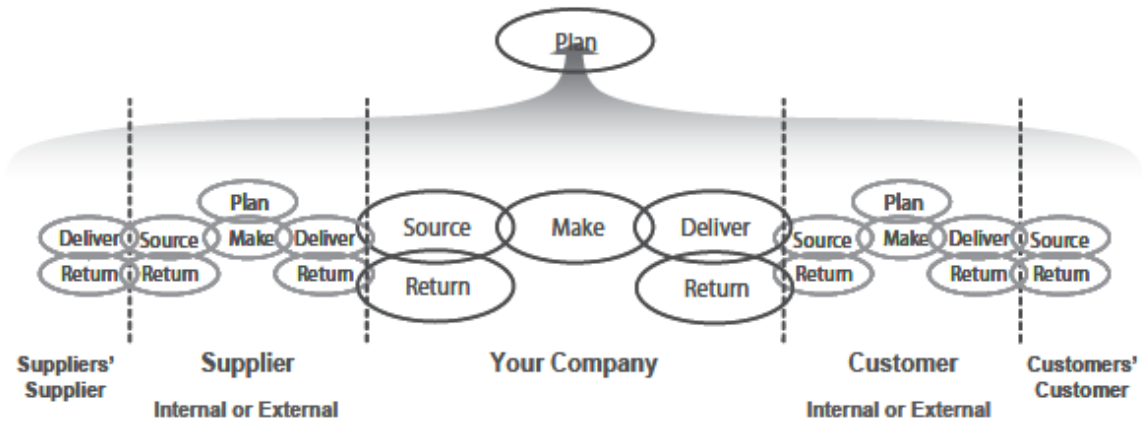 Plan
Plan
Plan
Deliver Source Make Deliver Source Make Deliver Source Make Deliver Source
Return Return Return Return Return Return Return Return
Suppliers' Supplier Your Company Customer Customers'
Supplier Customer
Internal or External Internal or External